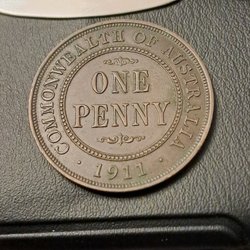 COMMONWEALTH OF AUSTRALIA
ONE
PENNY
1911